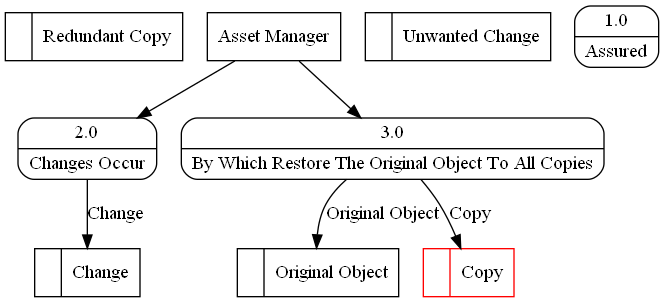 Redundant Copy
Asset Manager
Unwanted Change
1.0
Assured
2.0
Changes Occur
3.0
By Which Restore The Original Object To All Copies
Change
Original Object
Copy
Change
Original Object
Copy